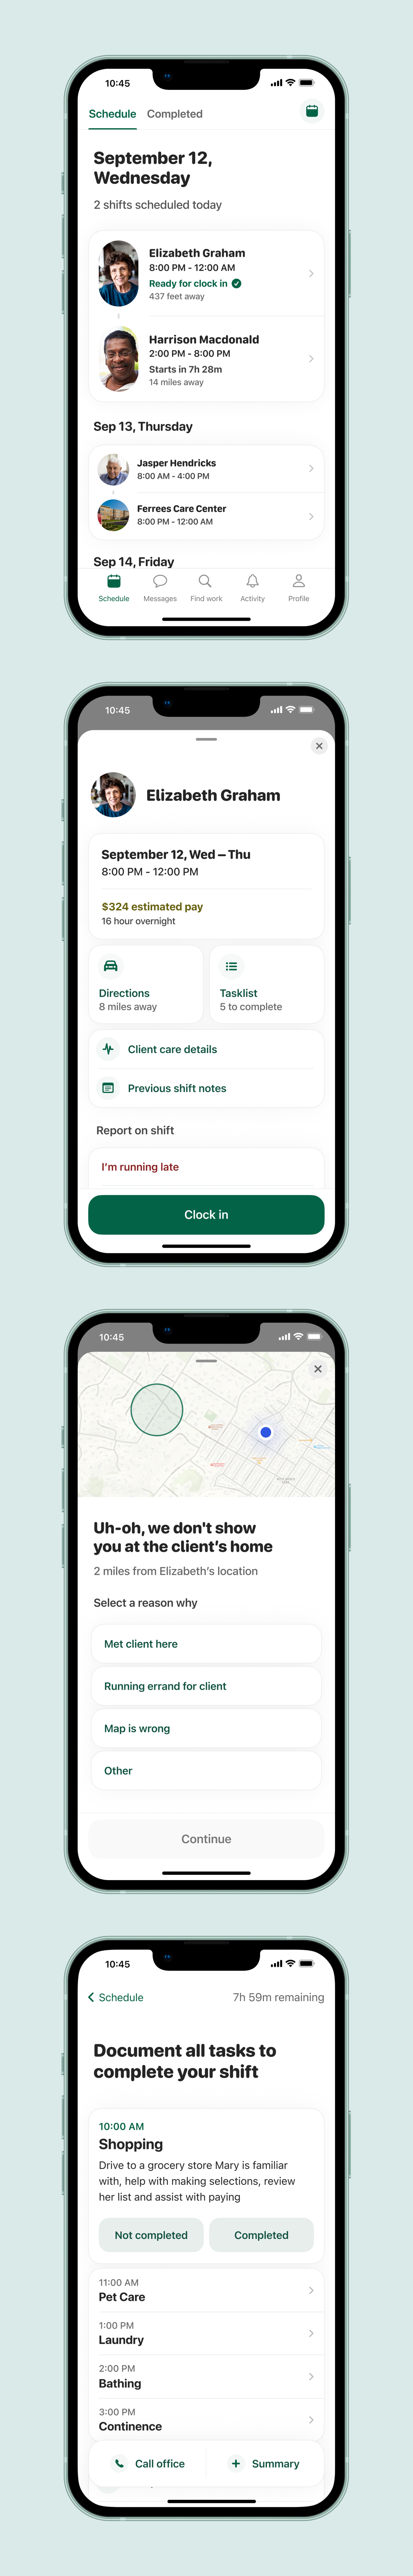 10:45
Schedule
Completed
September 12,
Wednesday
2 shifts scheduled today
Elizabeth Graham
8:00 PM - 12:00 AM
Ready for clock in
437 feet away
Harrison Macdonald
2:00 PM - 8:00 PM
Starts in 7h 28m
14 miles away
Sep 13, Thursday
Jasper Hendricks
8:00 AM - 4:00 PM
Ferrees Care Center
8:00 PM - 12:00 AM
Sep 14, Friday
Schedule
Messages
Find work
Activity
Profile
10:45
Elizabeth Graham
September 12, Wed – Thu
8:00 PM - 12:00 PM
$324 estimated pay
16 hour overnight
Directions
8 miles away
Tasklist
5 to complete
Client care details
Previous shift notes
Report on shift
I'm running late
Clock in
10:45
Uh-oh, we don't show
you at the client's home
2 miles from Elizabeth's location
Select a reason why
Met client here
Running errand for client
Map is wrong
Other
Continue
10:45
Schedule
7h 59m remaining
Document all tasks to
complete your shift
10:00 AM
Shopping
Drive to a grocery store Mary is familiar
with, help with making selections, review
her list and assist with paying
Not completed
Completed
11:00 AM
Pet Care
1:00 PM
Laundry
2:00 PM
Bathing
3:00 PM
Continence
Call office
Summary